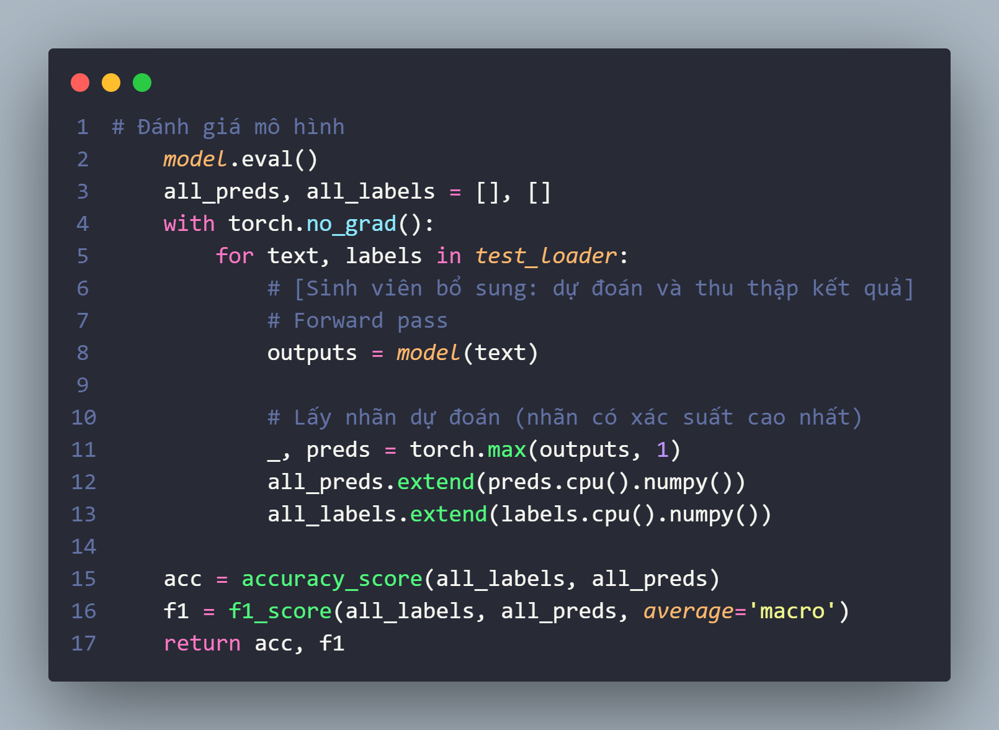 1 # Đánh giá mô hình
2     model.eval()
3     all_preds, all_labels = [], []
4     with torch.no_grad():
5         for text, labels in test_loader:
6             # [Sinh viên bổ sung: dự đoán và thu thập kết quả]
7             # Forward pass
8             outputs = model(text)
9
10             # Lấy nhãn dự đoán (nhãn có xác suất cao nhất)
11             _, preds = torch.max(outputs, 1)
12             all_preds.extend(preds.cpu().numpy())
13             all_labels.extend(labels.cpu().numpy())
14
15     acc = accuracy_score(all_labels, all_preds)
16     f1 = f1_score(all_labels, all_preds, average='macro')
17     return acc, f1